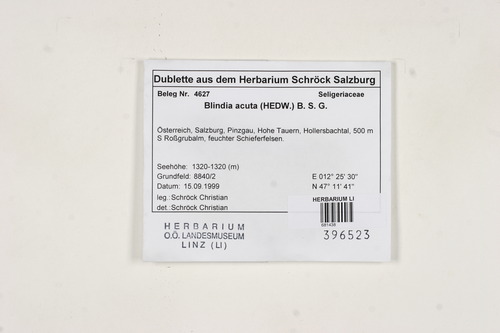 Dublette aus dem Herbarium Schröck Salzburg
Beleg Nr. 4627 Seligeriaceae
Blindia acuta (HEDW.) B. S. G.
Österreich, Salzburg, Pinzgau, Hohe Tauern, Hollersbachtal, 500 m
S Roßgrubalm, feuchter Schieferfelsen.
Seehöhe: 1320-1320 (m)
Grundfeld: 8840/2 E 012° 25' 30"
Datum: 15.09.1999 N 47° 11' 41"
leg.: Schröck Christian
det.: Schröck Christian
HERBARIUM LI
691438
396523
HERBARIUM
O.Ö. LANDESMUSEUM
LINZ (LI)